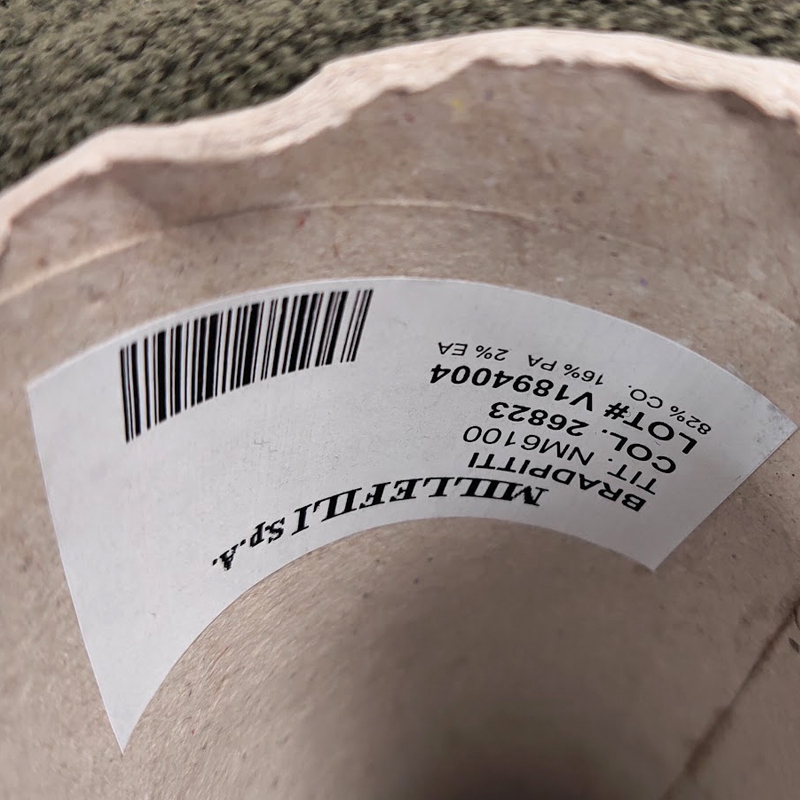 MILLEFILI Sp.A.
BRADPITTI
TIT. NM6100
COL. 26823
LOT# V1894004
82% CO. 16% PA 2% EA